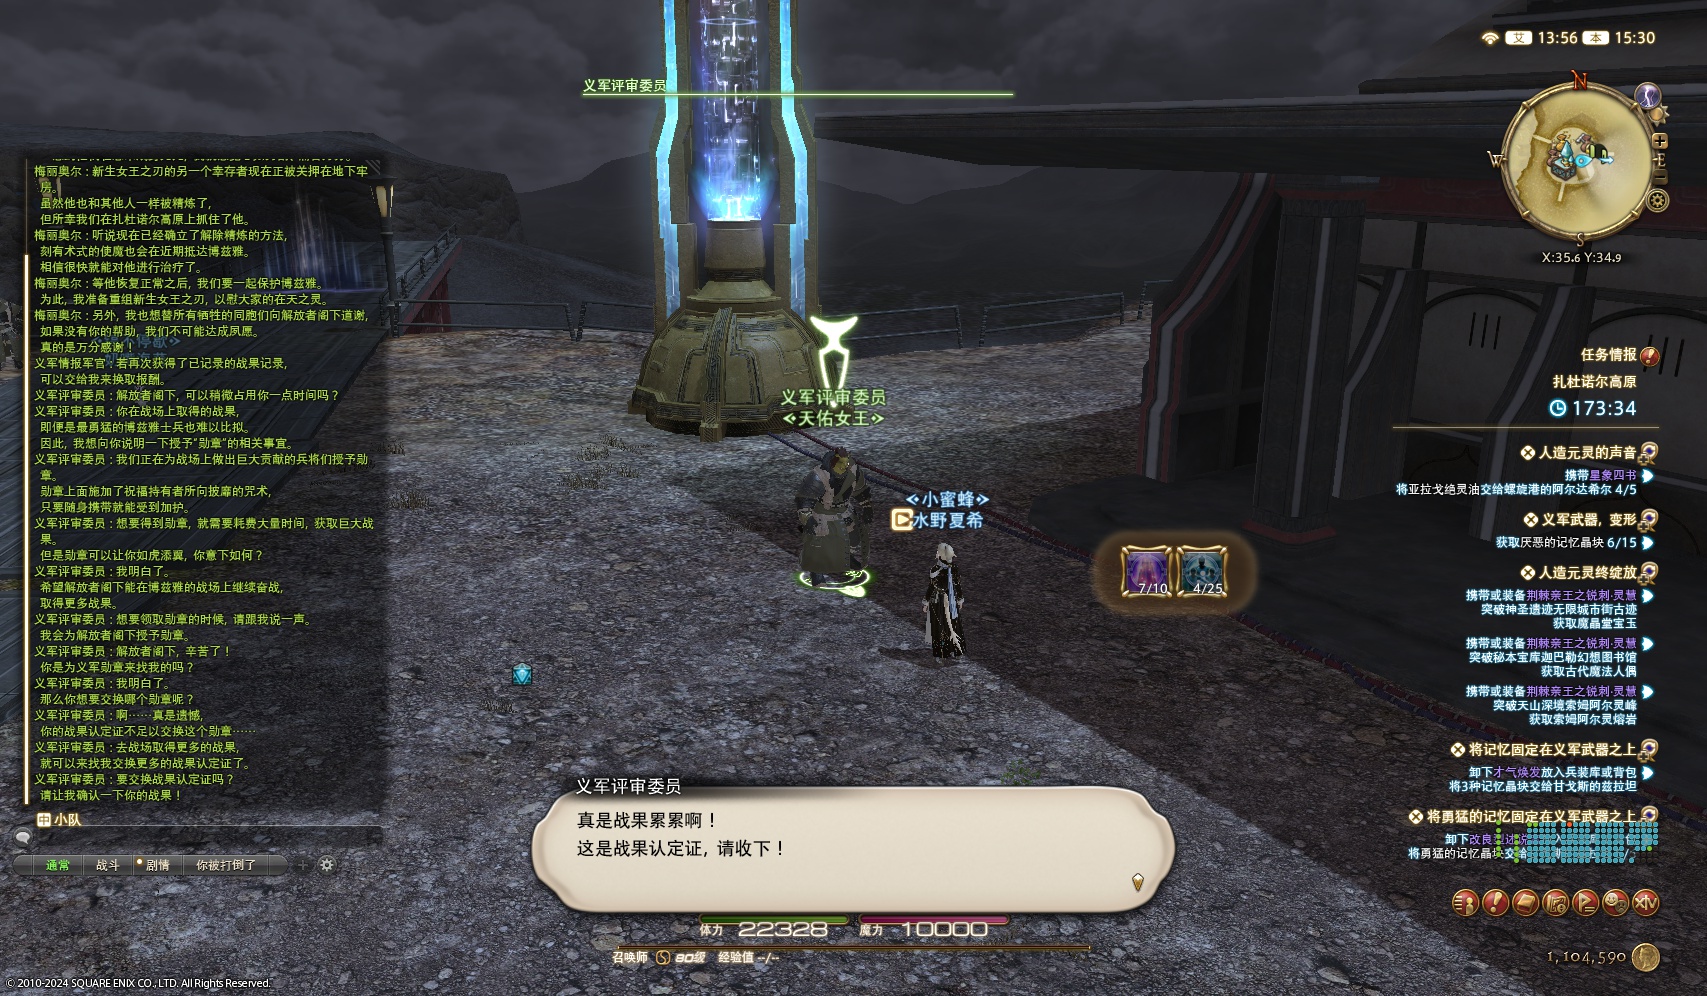 艾 13:56 本 15:30
义军评审委员
N
W
E
S
X:35.6 Y:34.9
梅丽奥尔：新生女王之刃的另一个幸存者现在正被关押在地下牢
房。
虽然他也和其他人一样被精炼了，
但所幸我们在扎杜诺尔高原上抓住了他。
梅丽奥尔：听说现在已经确立了解除精炼的方法，
刻有术式的使魔也会在近期抵达博兹雅。
相信很快就能对他进行治疗了。
梅丽奥尔：等他恢复正常之后，我们要一起保护博兹雅。
为此，我准备重组新生女王之刃，以慰大家的在天之灵。
梅丽奥尔：另外，我也想替所有牺牲的同胞们向解放者阁下道谢，
如果没有你的帮助，我们不可能达成夙愿。
真的是万分感谢！
义军情报军官：若再次获得了已记录的战果记录，
可以交给我来换取报酬。
义军评审委员：解放者阁下，可以稍微占用你一点时间吗？
义军评审委员：你在战场上取得的战果，
即便是最勇猛的博兹雅士兵也难以比拟。
因此，我想向你说明一下授予“勋章”的相关事宜。
义军评审委员：我们正在为战场上做出巨大贡献的兵将们授予勋
章。
勋章上面施加了祝福持有者所向披靡的咒术，
只要随身携带就能受到加护。
义军评审委员：想要得到勋章，就需要耗费大量时间，获取巨大战
果。
但是勋章可以让你如虎添翼，你意下如何？
义军评审委员：我明白了。
希望解放者阁下能在博兹雅的战场上继续奋战，
取得更多战果。
义军评审委员：想要领取勋章的时候，请跟我说一声。
我会为解放者阁下授予勋章。
义军评审委员：解放者阁下，辛苦了！
你是为义军勋章来找我的吗？
义军评审委员：我明白了。
那么你想要交换哪个勋章呢？
义军评审委员：啊……真是遗憾，
你的战果认定证不足以交换这个勋章……
义军评审委员：去战场取得更多的战果，
就可以来找我交换更多的战果认定证了。
义军评审委员：要交换战果认定证吗？
请让我确认一下你的战果！
小队
通常 战斗 剧情 你被打倒了
义军评审委员
《天佑女王》
《小蜜蜂》
水野夏希
7/10 4/25
任务情报
扎杜诺尔高原
173:34
人造元灵的声音
携带星象四书
将亚拉戈绝灵油交给螺旋港的阿尔达希尔 4/5
义军武器，变形
获取厌恶的记忆晶块 6/15
人造元灵终绽放
携带或装备荆棘亲王之锐刺·灵慧
突破神圣遗迹无限城市街古迹
获取魔晶堂宝玉
携带或装备荆棘亲王之锐刺·灵慧
突破秘本宝库迦巴勒幻想图书馆
获取古代魔法人偶
携带或装备荆棘亲王之锐刺·灵慧
突破天山深境索姆阿尔灵峰
获取索姆阿尔灵熔岩
将记忆固定在义军武器之上
卸下才气焕发放入兵装库或背包
将3种记忆晶块交给甘戈斯的兹拉坦
将勇猛的记忆固定在义军武器之上
卸下改良
将勇猛的记忆晶块交给
义军评审委员
真是战果累累啊！
这是战果认定证，请收下！
体力 22328 魔力 10000
召唤师 80级 经验值 --/--
XIV
1,104,590
© 2010-2024 SQUARE ENIX CO., LTD. All Rights Reserved.